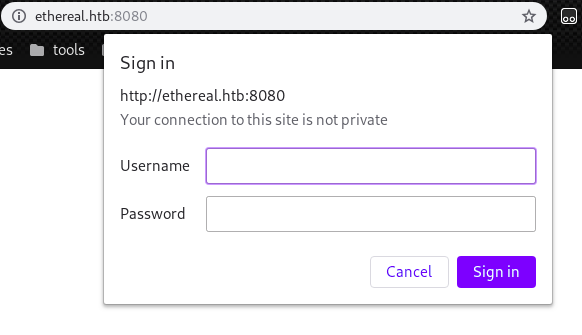 ethereal.htb:8080
es tools
Sign in
http://ethereal.htb:8080
Your connection to this site is not private
Username
Password
Cancel Sign in